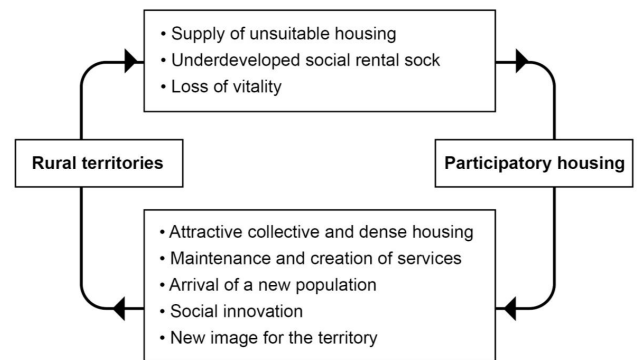 • Supply of unsuitable housing
• Underdeveloped social rental sock
• Loss of vitality
Rural territories
Participatory housing
• Attractive collective and dense housing
• Maintenance and creation of services
• Arrival of a new population
• Social innovation
• New image for the territory